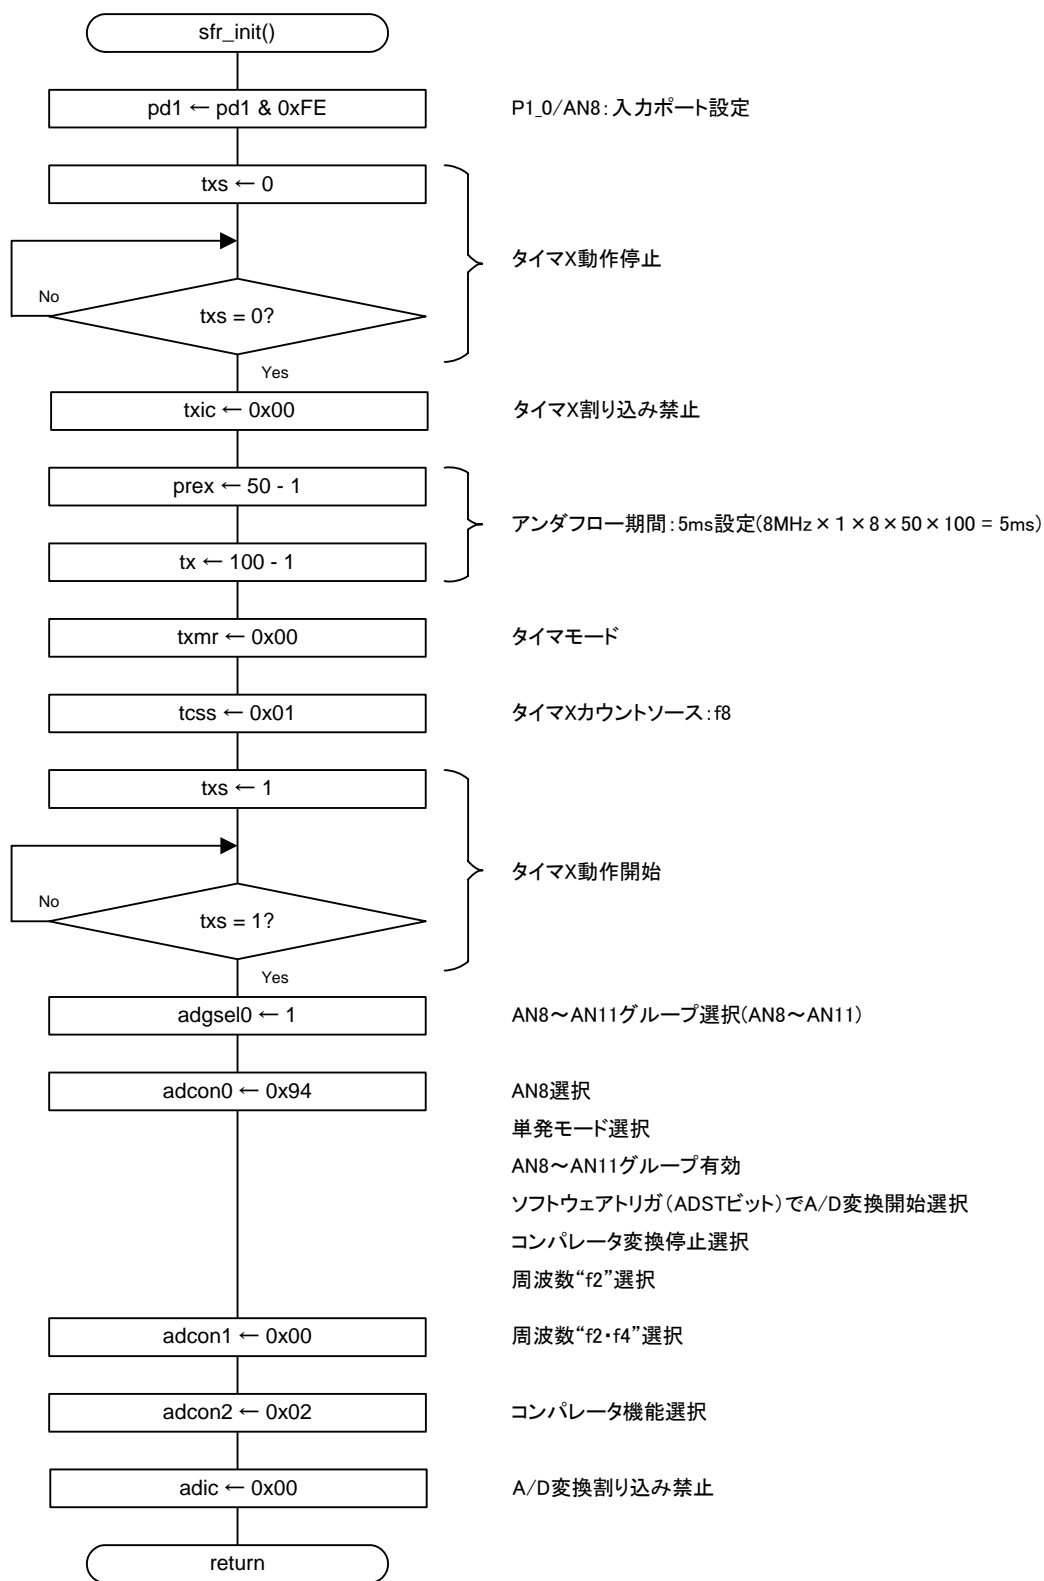 sfr_init()
pd1 ← pd1 & 0xFE
P1_0/AN8:入力ポート設定
txs ← 0
タイマX動作停止
No
txs = 0?
Yes
txic ← 0x00
タイマX割り込み禁止
prex ← 50 - 1
アンダフロー期間:5ms設定(8MHz×1×8×50×100 = 5ms)
tx ← 100 - 1
txmr ← 0x00
タイマモード
tcss ← 0x01
タイマXカウントソース:f8
txs ← 1
タイマX動作開始
No
txs = 1?
Yes
adgsel0 ← 1
AN8～AN11グループ選択(AN8～AN11)
adcon0 ← 0x94
AN8選択
単発モード選択
AN8～AN11グループ有効
ソフトウェアトリガ(ADSTビット)でA/D変換開始選択
コンパレータ変換停止選択
周波数“f2”選択
adcon1 ← 0x00
周波数“f2・f4”選択
adcon2 ← 0x02
コンパレータ機能選択
adic ← 0x00
A/D変換割り込み禁止
return